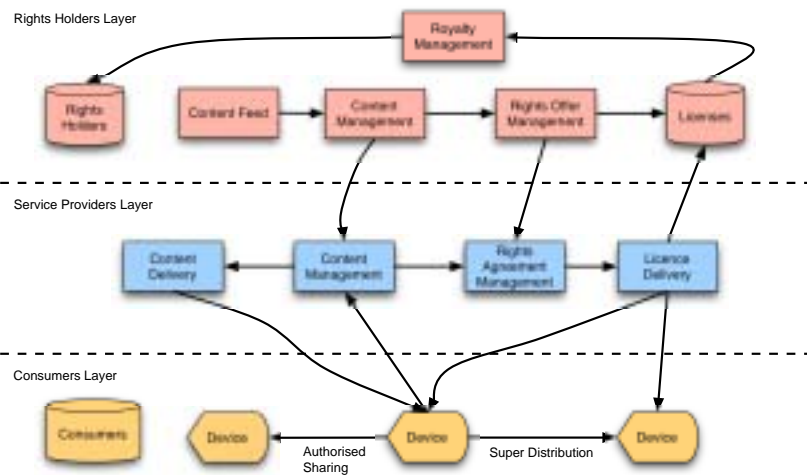 Rights Holders Layer
Royalty
Management
Rights
Holders
Content Feed
Content
Management
Rights Offer
Management
Licenses
Service Providers Layer
Content
Delivery
Content
Management
Rights
Agreement
Management
Licence
Delivery
Consumers Layer
Consumers
Device
Authorised
Sharing
Device
Super Distribution
Device